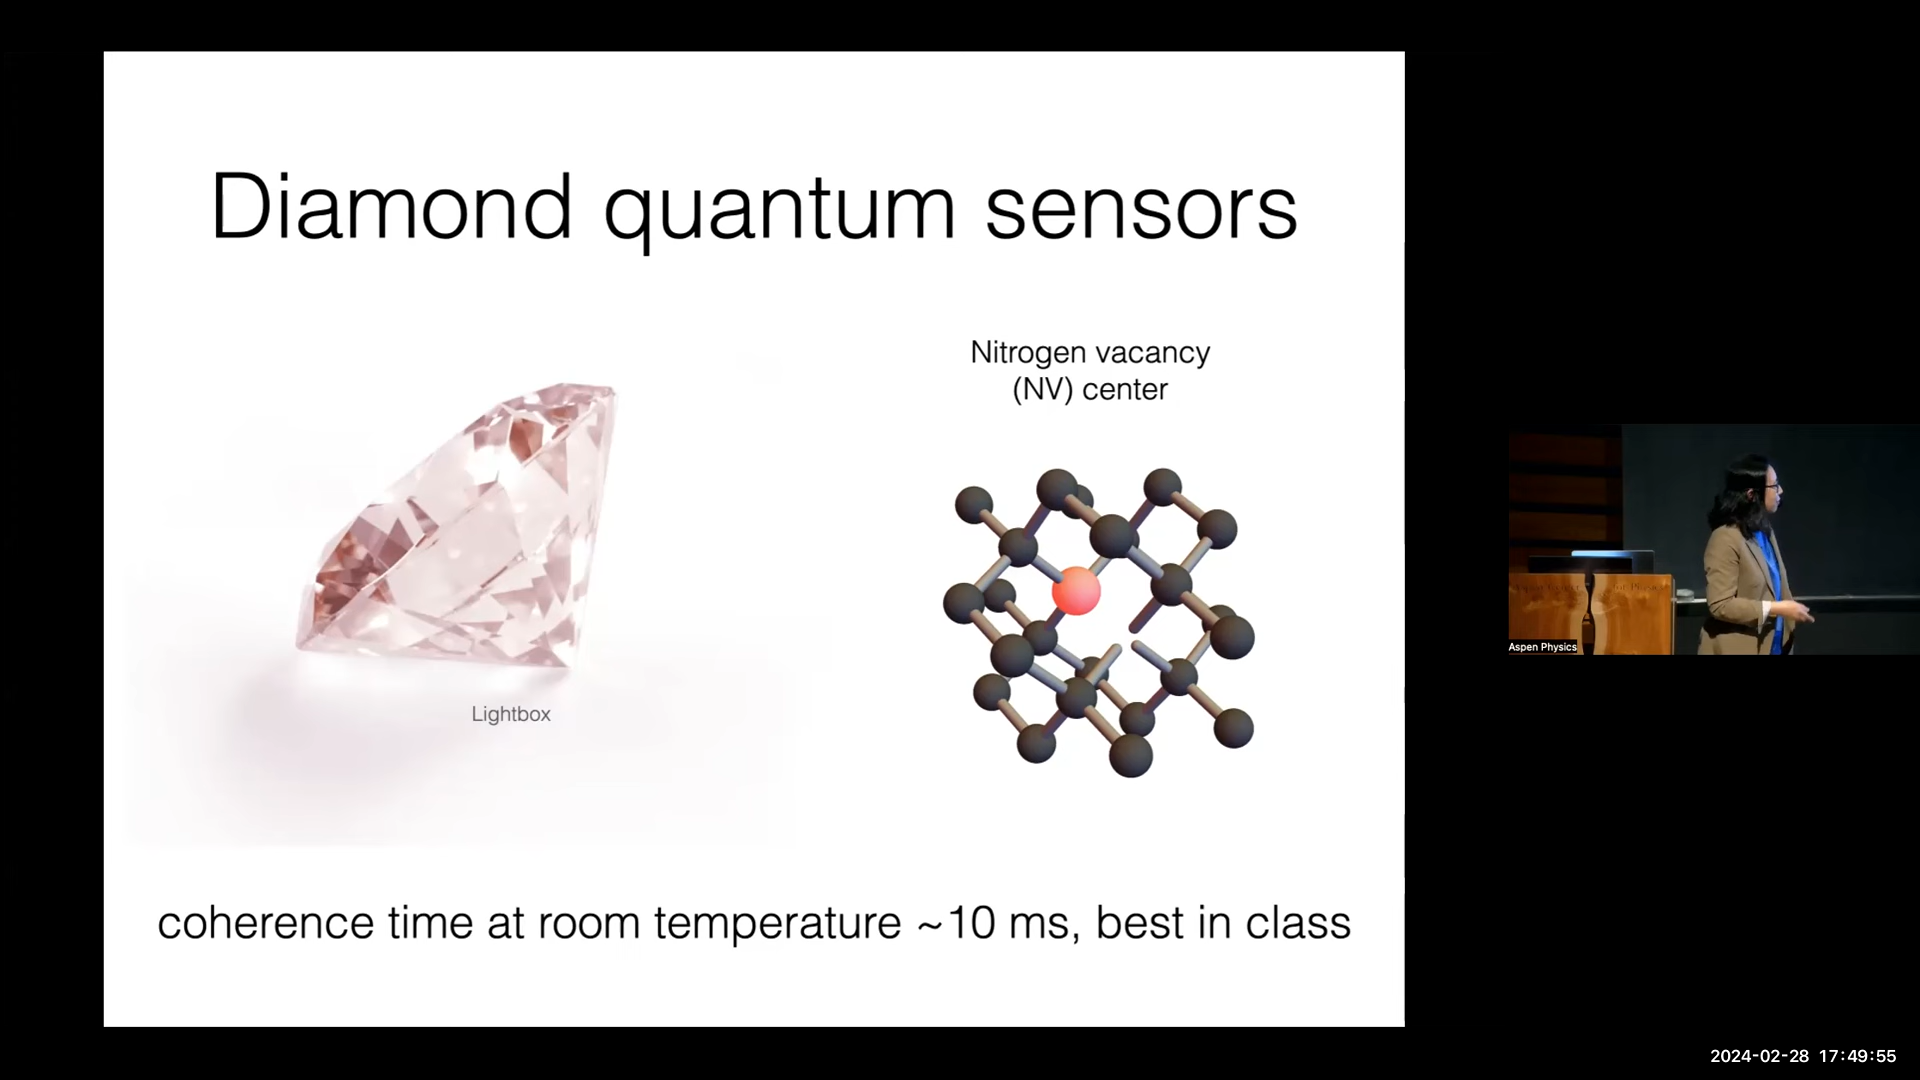 Diamond quantum sensors
Nitrogen vacancy
(NV) center
Lightbox
coherence time at room temperature ~10 ms, best in class
Aspen Physics
2024-02-28 17:49:55